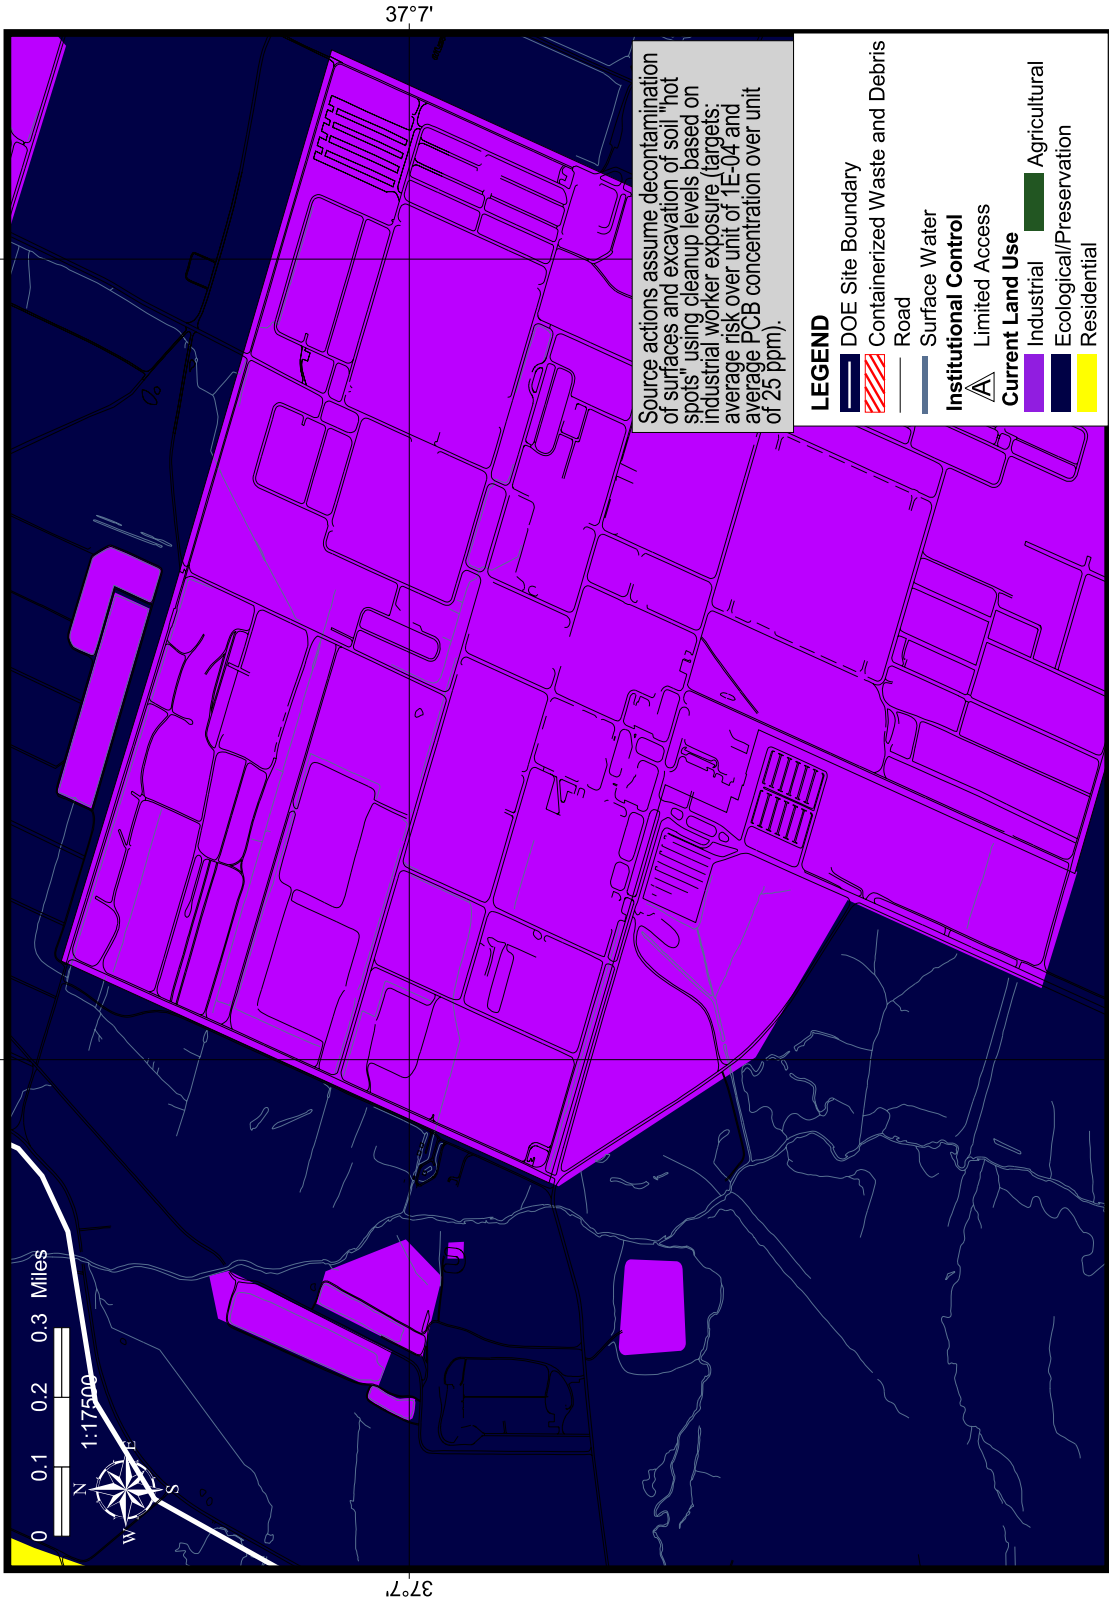 37°7'
Source actions assume decontamination
of surfaces and excavation of soil "hot
spots" using cleanup levels based on
industrial worker exposure (targets:
average risk over unit of 1E-04 and
average PCB concentration over unit
of 25 ppm).
LEGEND
DOE Site Boundary
Containerized Waste and Debris
Road
Surface Water
Institutional Control
A Limited Access
Current Land Use
Industrial Agricultural
Ecological/Preservation
Residential
0 0.1 0.2 0.3 Miles
1:17500
N
W E
S
37°7'